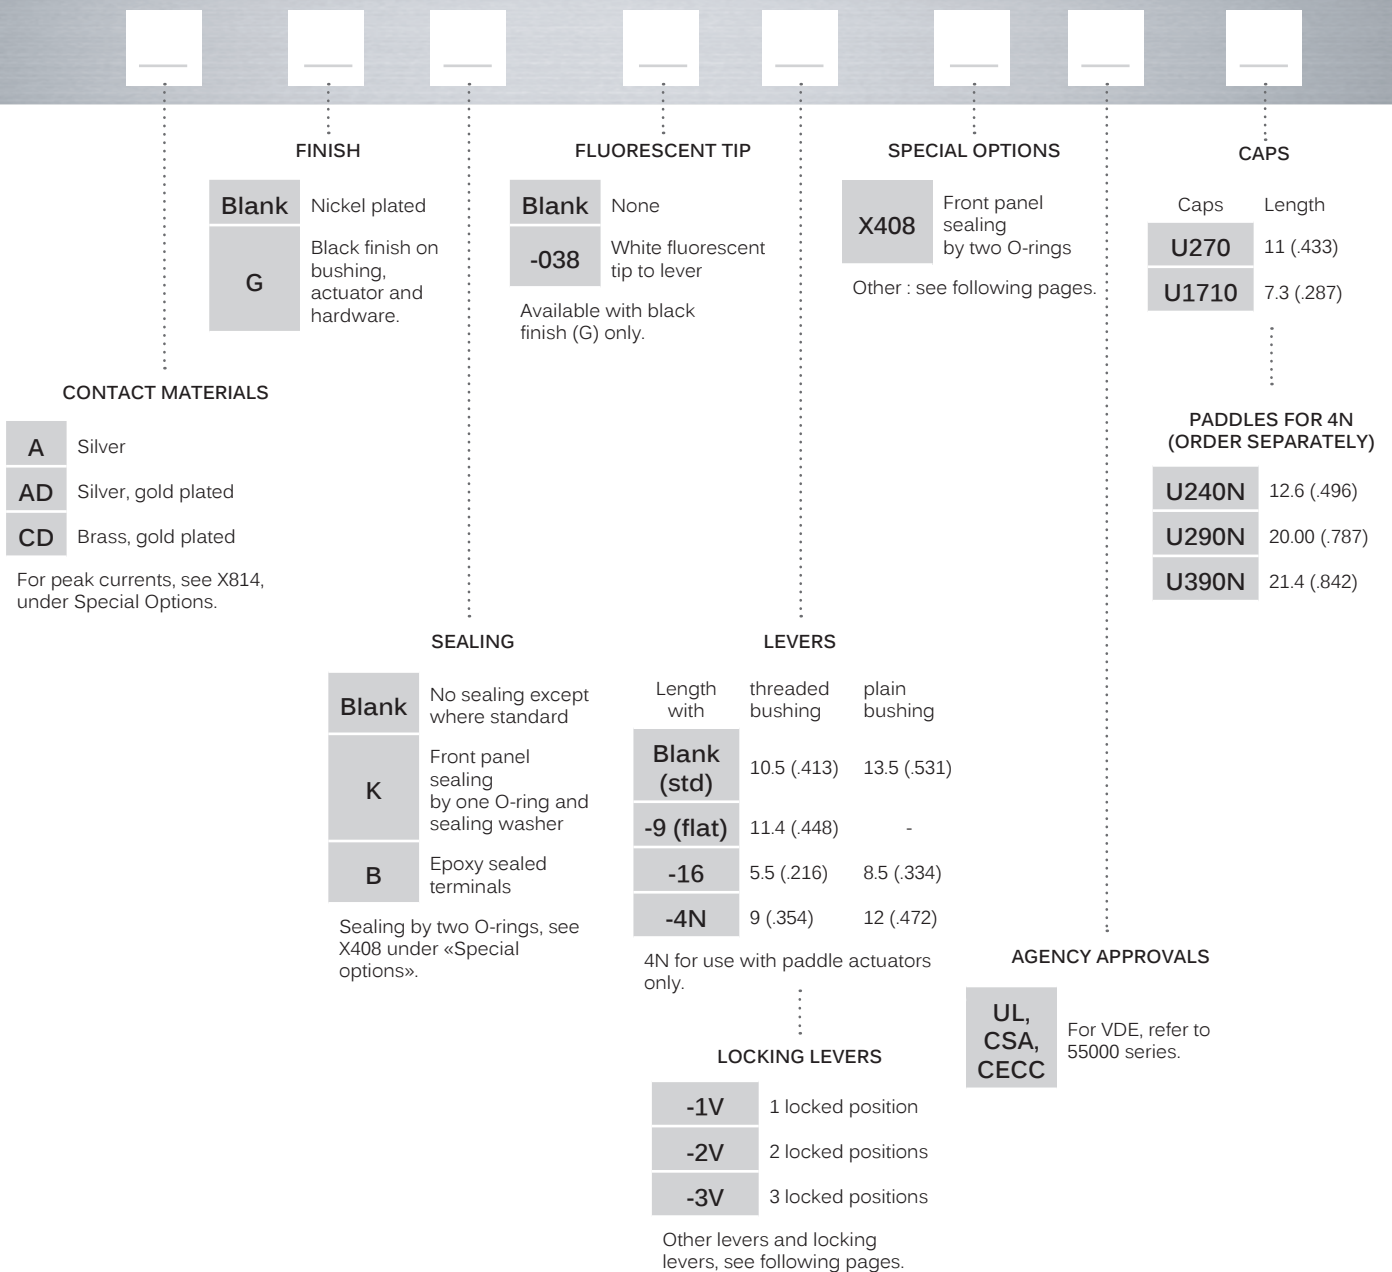 FINISH
Blank Nickel plated
G
Black finish on
bushing,
actuator and
hardware.
FLUORESCENT TIP
Blank None
-038
White fluorescent
tip to lever
Available with black
finish (G) only.
SPECIAL OPTIONS
X408
Front panel
sealing
by two O-rings
Other : see following pages.
CAPS
Caps Length
U270 11 (.433)
U1710 7.3 (.287)
PADDLES FOR 4N
(ORDER SEPARATELY)
U240N 12.6 (.496)
U290N 20.00 (.787)
U390N 21.4 (.842)
CONTACT MATERIALS
A Silver
AD Silver, gold plated
CD Brass, gold plated
For peak currents, see X814,
under Special Options.
SEALING
Blank
No sealing except
where standard
K
Front panel
sealing
by one O-ring and
sealing washer
B
Epoxy sealed
terminals
Sealing by two O-rings, see
X408 under «Special
options».
LEVERS
Length threaded plain
with bushing bushing
Blank
(std) 10.5 (.413) 13.5 (.531)
-9 (flat) 11.4 (.448) -
-16 5.5 (.216) 8.5 (.334)
-4N 9 (.354) 12 (.472)
4N for use with paddle actuators
only.
LOCKING LEVERS
-1V 1 locked position
-2V 2 locked positions
-3V 3 locked positions
Other levers and locking
levers, see following pages.
AGENCY APPROVALS
UL,
CSA,
CECC
For VDE, refer to
55000 series.